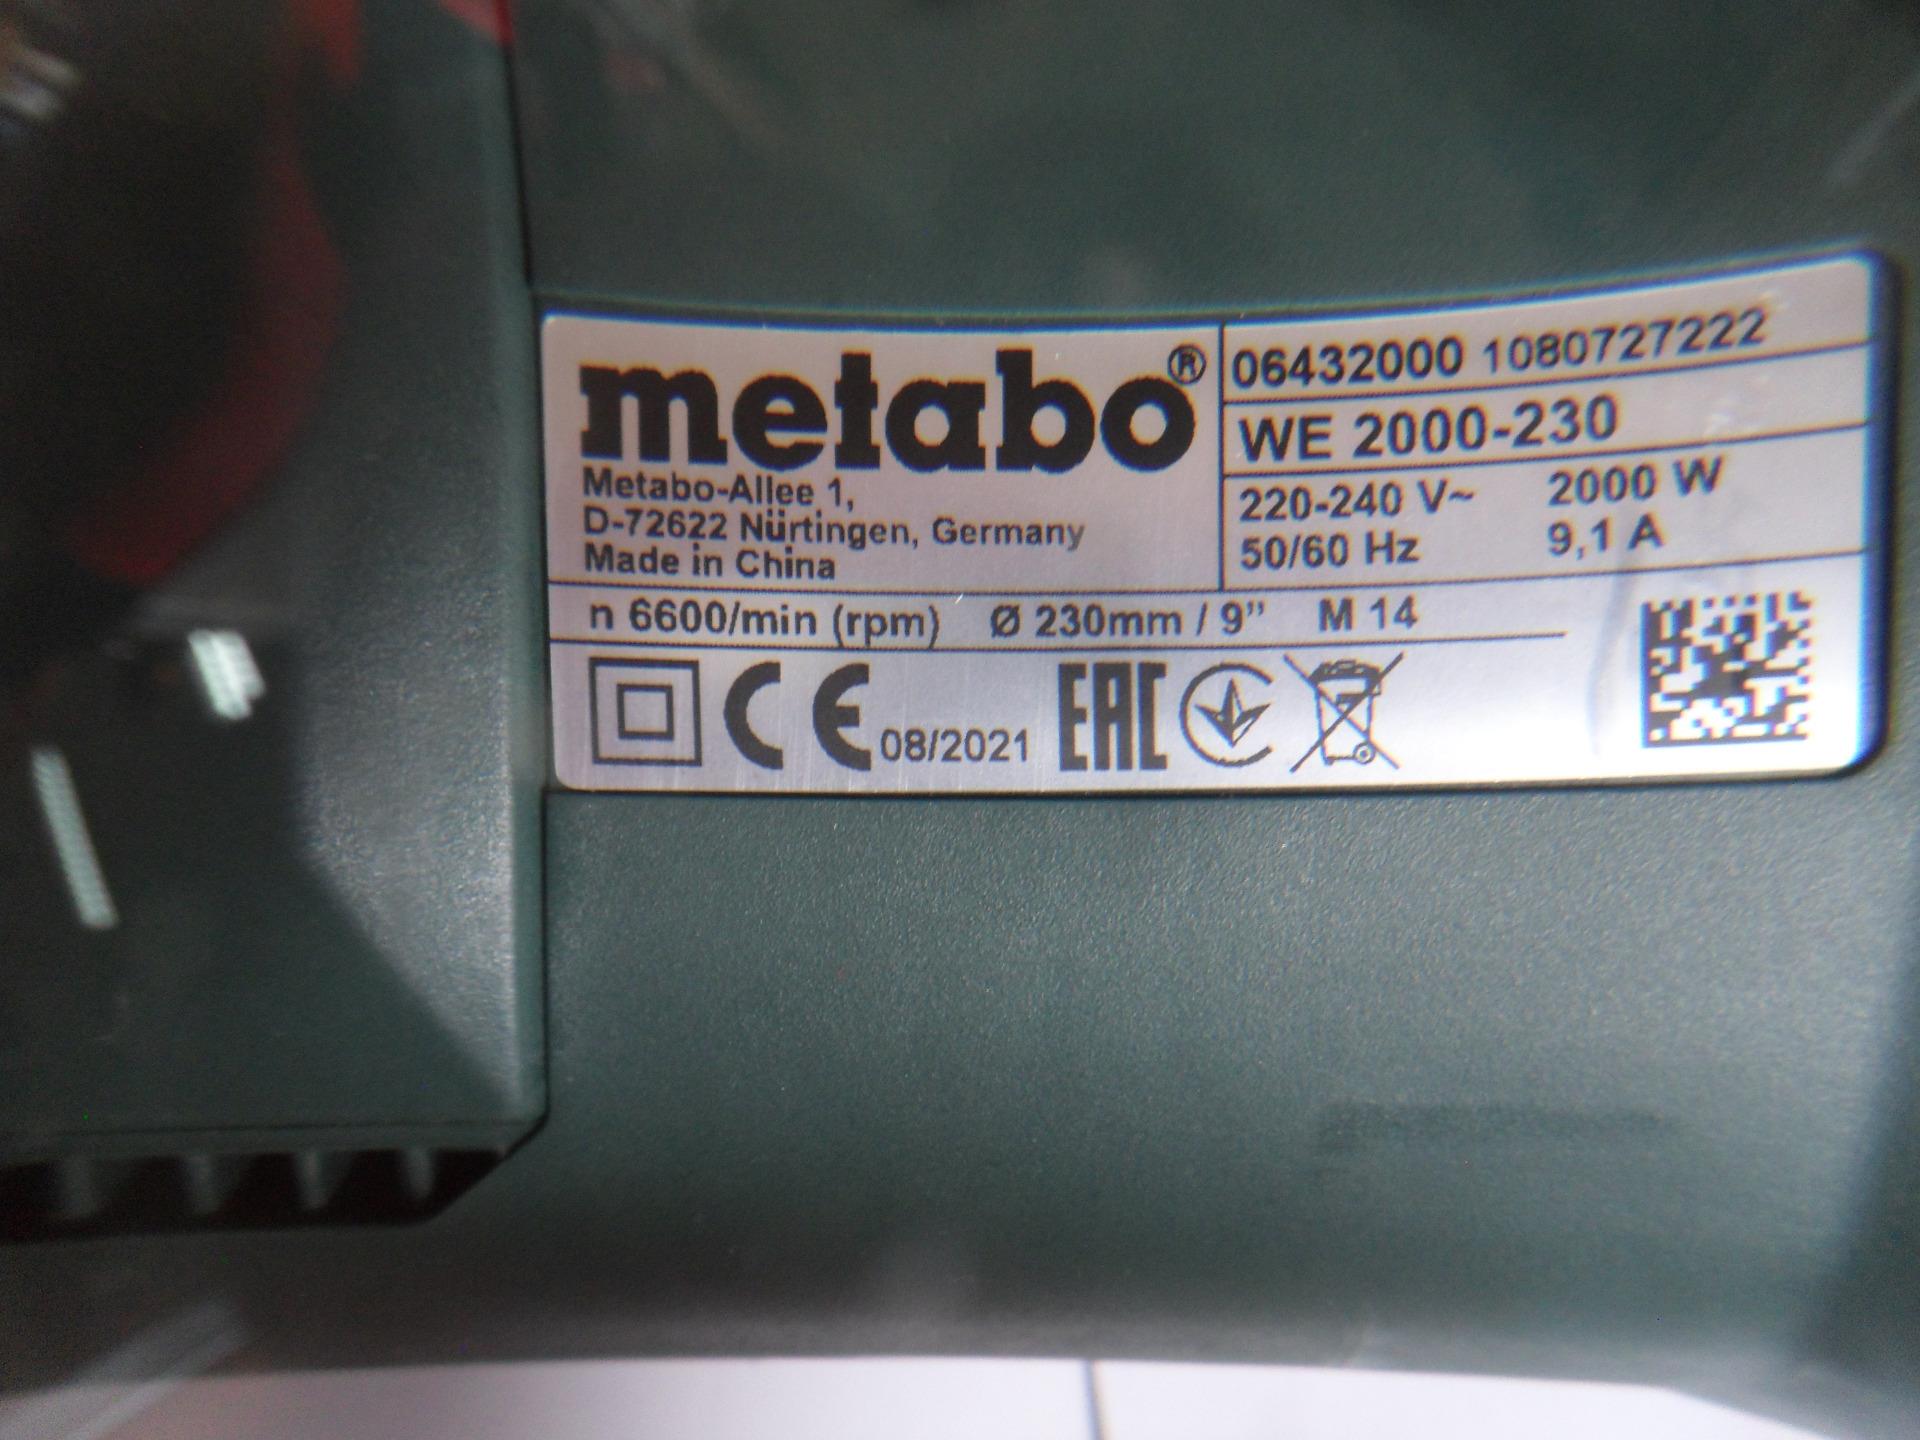 metabo®
Metabo-Allee 1,
D-72622 Nürtingen, Germany
Made in China
06432000 1080727222
WE 2000-230
220-240 V~ 2000 W
50/60 Hz 9,1 A
n 6600/min (rpm) Ø 230mm / 9” M 14
CE 08/2021 EAC